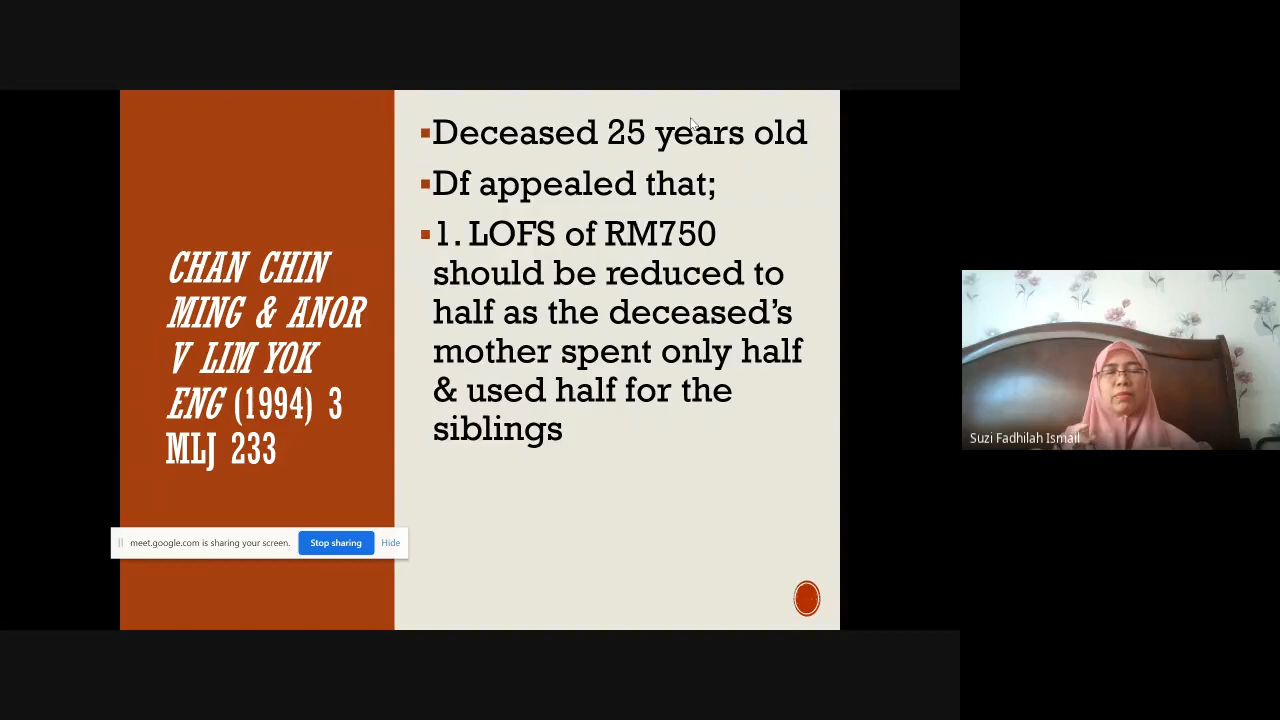 CHAN CHIN
MING & ANOR
V LIM YOK
ENG (1994) 3
MLJ 233
▪Deceased 25 years old
▪Df appealed that;
▪1. LOFS of RM750
should be reduced to
half as the deceased’s
mother spent only half
& used half for the
siblings
meet.google.com is sharing your screen. Stop sharing Hide
Suzi Fadhilah Ismail